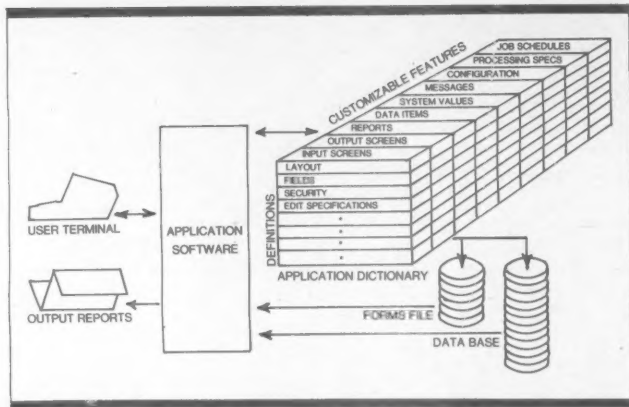 CUSTOMIZABLE FEATURES
JOB SCHEDULES
PROCESSING SPECS
CONFIGURATION
MESSAGES
SYSTEM VALUES
DATA ITEMS
REPORTS
OUTPUT SCREENS
INPUT SCREENS
LAYOUT
FIELDS
SECURITY
EDIT SPECIFICATIONS
DEFINITIONS
APPLICATION DICTIONARY
USER TERMINAL
APPLICATION
SOFTWARE
OUTPUT REPORTS
FORMS FILE
DATA BASE